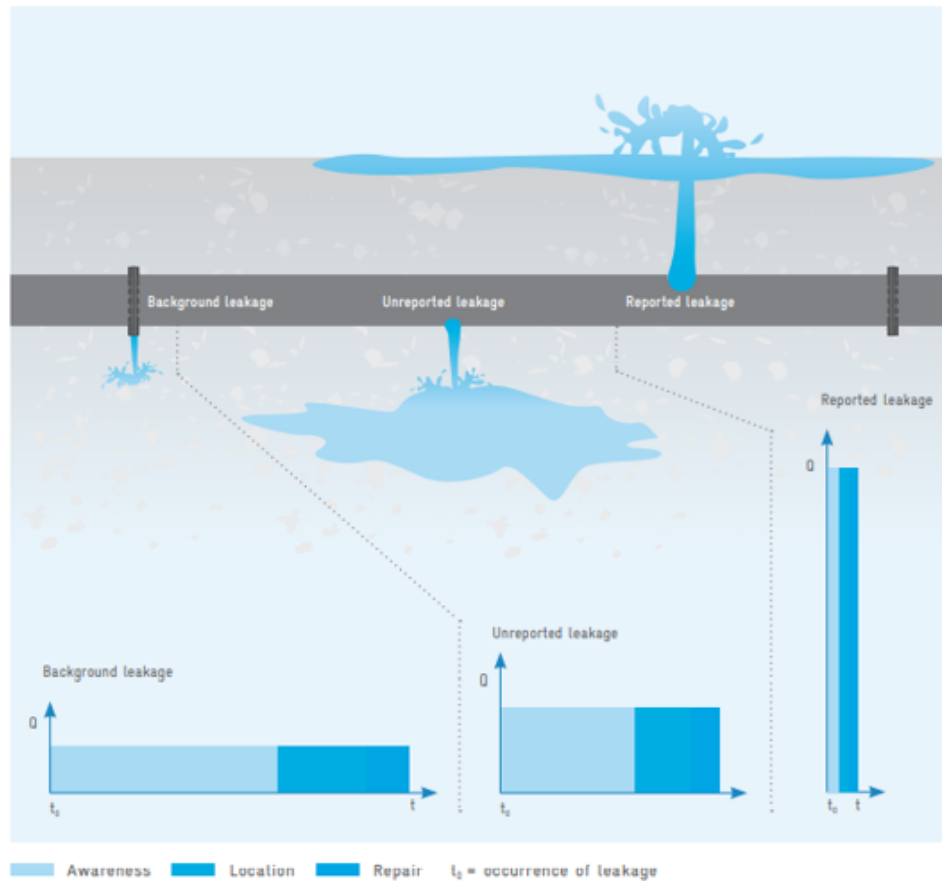 Background leakage
Unreported leakage
Reported leakage
Reported leakage
Q
t₀
t
Unreported leakage
Q
t₀
Background leakage
Q
t₀
t
Awareness
Location
Repair
t₀ = occurrence of leakage